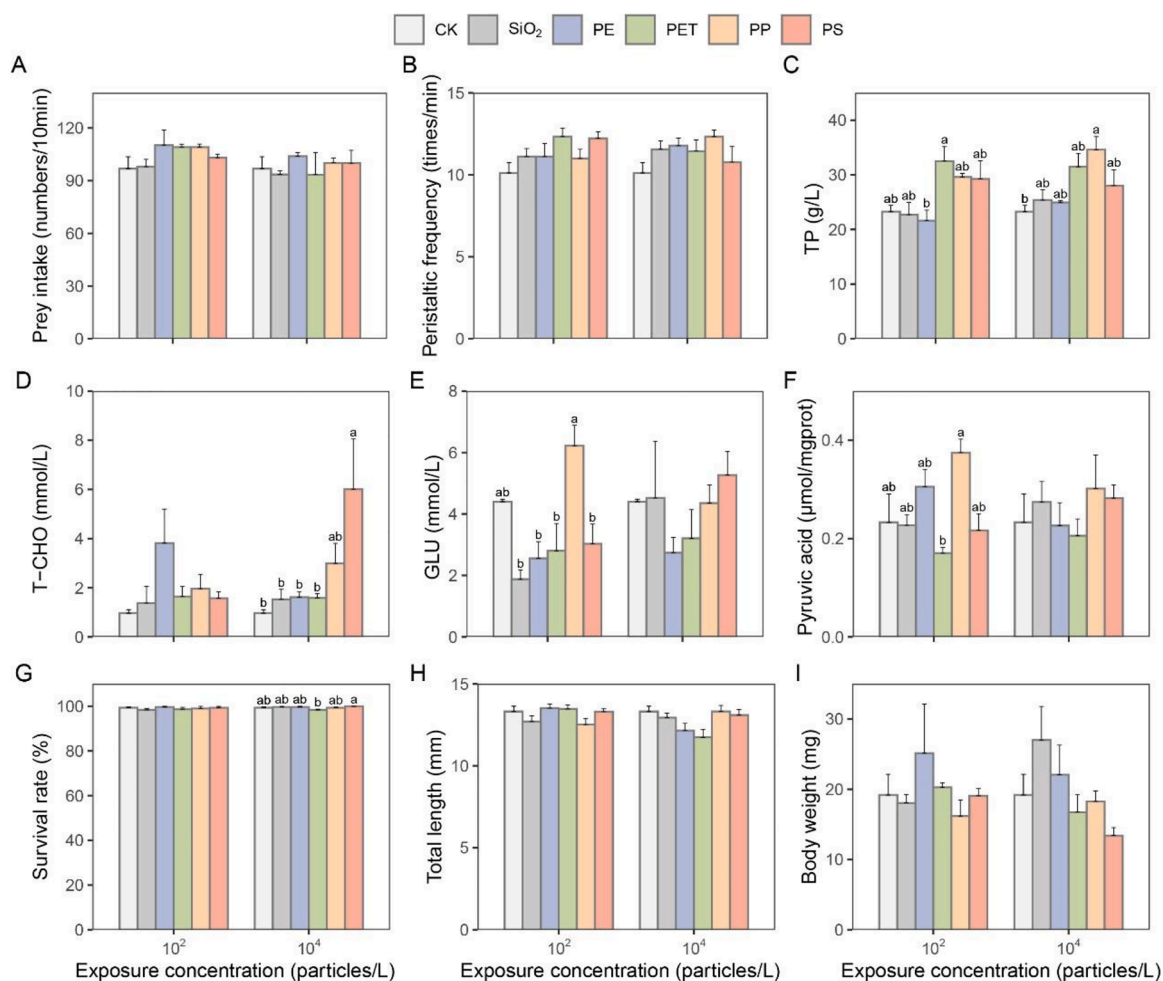 CK SiO₂ PE PET PP PS
A
Prey intake (numbers/10min)
120
90
60
30
0
B
Peristaltic frequency (times/min)
15
10
5
0
C
TP (g/L)
40
30
20
10
0
ab ab b a ab ab
b ab ab ab a ab
D
T−CHO (mmol/L)
10
8
6
4
2
0
b b b b ab a
E
GLU (mmol/L)
8
6
4
2
0
ab b b b a b
F
Pyruvic acid (μmol/mgprot)
0.4
0.2
0.0
ab ab ab b a ab
G
Survival rate (%)
100
80
60
40
20
0
ab ab ab b ab a
10² 10⁴
Exposure concentration (particles/L)
H
Total length (mm)
15
10
5
0
10² 10⁴
Exposure concentration (particles/L)
I
Body weight (mg)
30
20
10
0
10² 10⁴
Exposure concentration (particles/L)